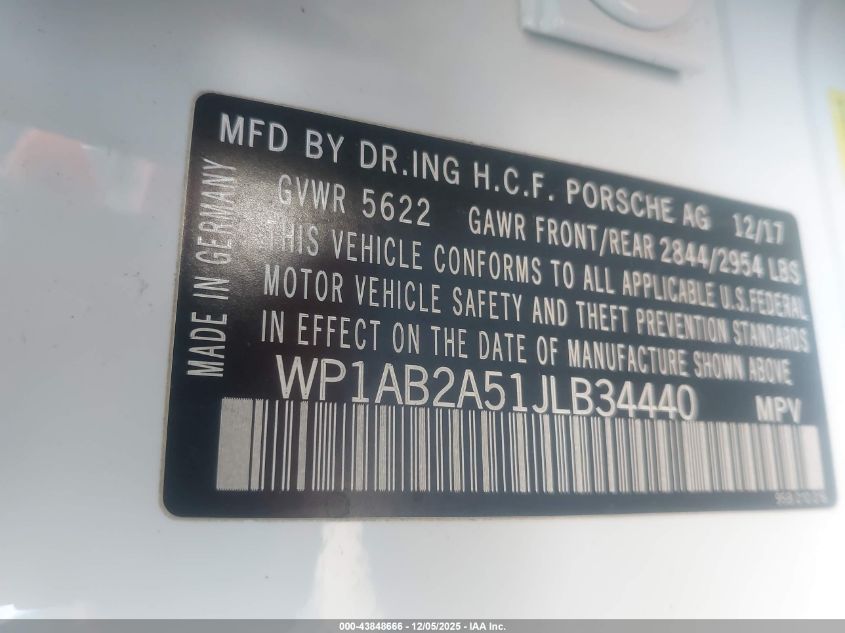 MFD BY DR.ING H.C.F. PORSCHE AG 12/17
GVWR 5622 GAWR FRONT/REAR 2844/2954 LBS
THIS VEHICLE CONFORMS TO ALL APPLICABLE U.S.FEDERAL
MOTOR VEHICLE SAFETY AND THEFT PREVENTION STANDARDS
IN EFFECT ON THE DATE OF MANUFACTURE SHOWN ABOVE
WP1AB2A51JLB34440 MPV
MADE IN GERMANY
000-43848666 - 12/05/2025 - IAA Inc.